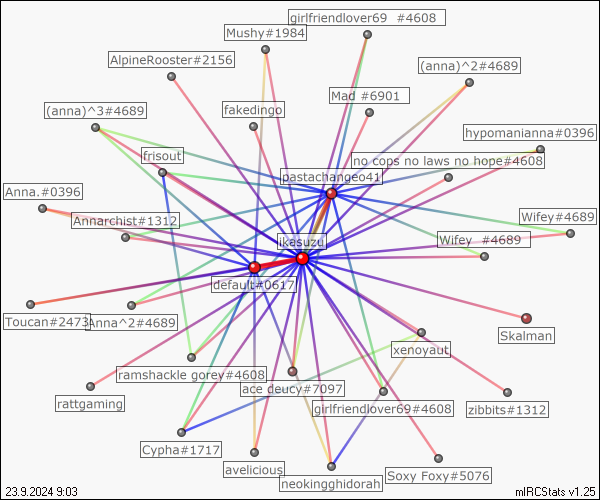 girlfriendlover69 #4608
Mushy#1984
AlpineRooster#2156
(anna)^2#4689
Mad #6901
(anna)^3#4689
fakedingo
hypomanianna#0396
frisout
no cops no laws no hope#4608
pastachangeo41
Anna.#0396
Annarchist#1312
Wifey#4689
ikasuzu
Wifey #4689
default#0617
Toucan#2473
Anna^2#4689
Skalman
xenoyaut
ramshackle gorey#4608
ace deucy#7097
rattgaming
girlfriendlover69#4608
zibbits#1312
Cypha#1717
avelicious
Soxy Foxy#5076
neokingghidorah
23.9.2024 9:03
mIRCStats v1.25